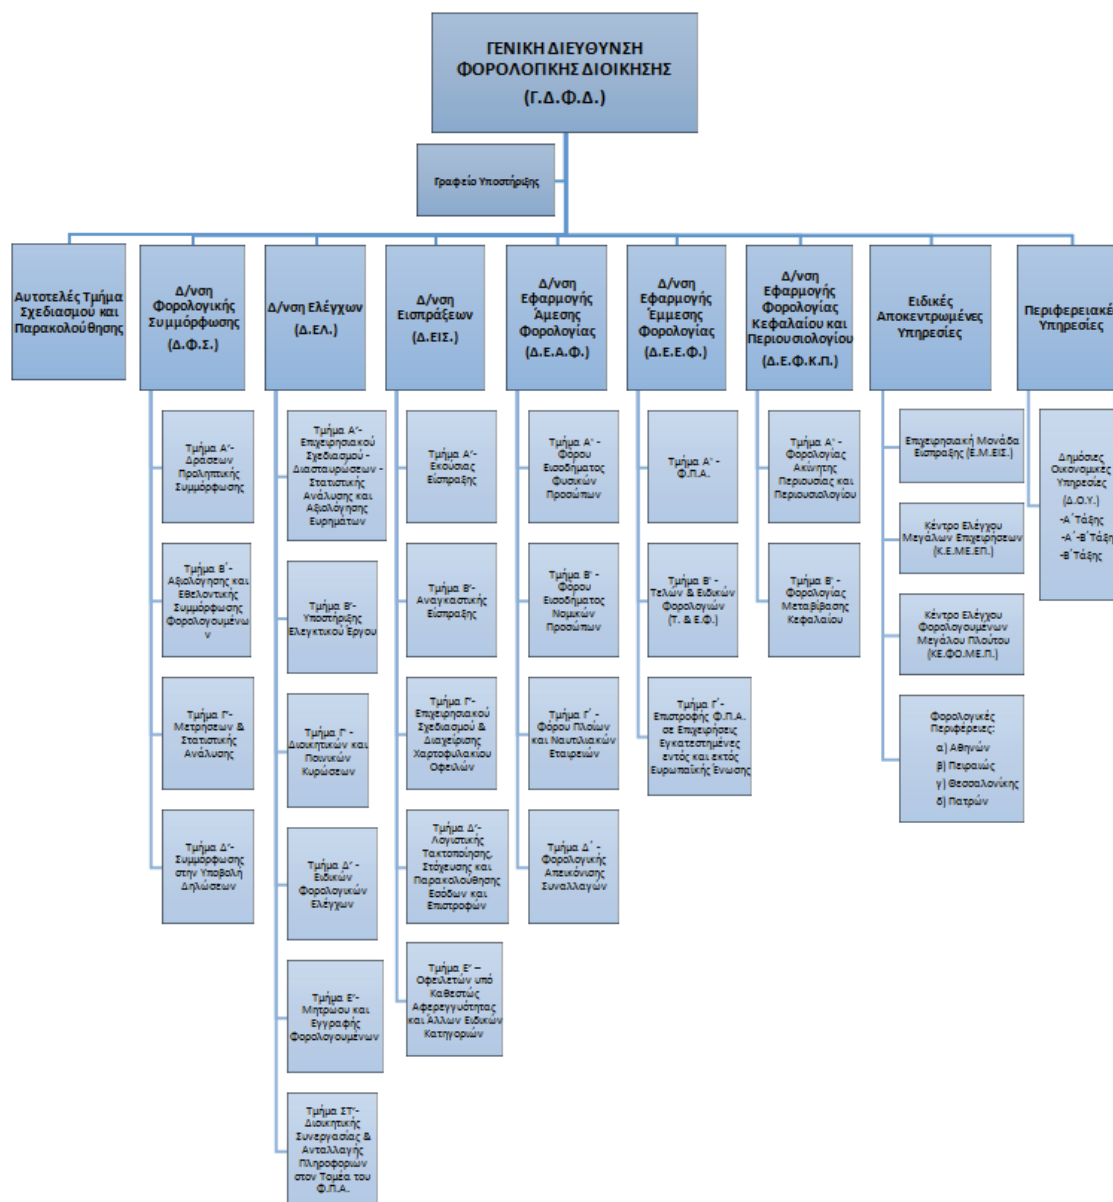 ΓΕΝΙΚΗ ΔΙΕΥΘΥΝΣΗ
ΦΟΡΟΛΟΓΙΚΗΣ ΔΙΟΙΚΗΣΗΣ
(Γ.Δ.Φ.Δ.)
Γραφείο Υποστήριξης
Αυτοτελές Τμήμα
Σχεδιασμού και
Παρακολούθησης
Δ/νση
Φορολογικής
Συμμόρφωσης
(Δ.Φ.Σ.)
Τμήμα Α'-
Δράσεων
Προληπτικής
Συμμόρφωσης
Τμήμα Β΄-
Αξιολόγησης και
Εθελοντικής
Συμμόρφωσης
Φορολογουμένω
ν
Τμήμα Γ'-
Μετρήσεων &
Στατιστικής
Ανάλυσης
Τμήμα Δ'-
Συμμόρφωσης
στην Υποβολή
Δηλώσεων
Δ/νση Ελέγχων
(Δ.ΕΛ.)
Τμήμα Α'-
Επιχειρησιακού
Σχεδιασμού -
Διασταυρώσεων -
Στατιστικής
Ανάλυσης και
Αξιολόγησης
Ευρημάτων
Τμήμα Β'-
Υποστήριξης
Ελεγκτικού Έργου
Τμήμα Γ' -
Διοικητικών και
Ποινικών
Κυρώσεων
Τμήμα Δ' -
Ειδικών
Φορολογικών
Ελέγχων
Τμήμα Ε'-
Μητρώου και
Εγγραφής
Φορολογουμένων
Τμήμα ΣΤ'-
Διοικητικής
Συνεργασίας &
Ανταλλαγής
Πληροφοριών
στον Τομέα του
Φ.Π.Α.
Δ/νση
Εισπράξεων
(Δ.ΕΙΣ.)
Τμήμα Α'-
Εκούσιας
Είσπραξης
Τμήμα Β'-
Αναγκαστικής
Είσπραξης
Τμήμα Γ' -
Επιχειρησιακού
Σχεδιασμού &
Διαχείρισης
Χαρτοφυλακίου
Οφειλών
Τμήμα Δ'-
Λογιστικής
Τακτοποίησης,
Στόχευσης και
Παρακολούθησης
Εσόδων και
Επιστροφών
Τμήμα Ε' –
Οφειλετών υπό
Καθεστώς
Αφερεγγυότητας
και Άλλων Ειδικών
Κατηγοριών
Δ/νση
Εφαρμογής
Άμεσης
Φορολογίας
(Δ.Ε.Α.Φ.)
Τμήμα Α' -
Φόρου
Εισοδήματος
Φυσικών
Προσώπων
Τμήμα Β' -
Φόρου
Εισοδήματος
Νομικών
Προσώπων
Τμήμα Γ΄ -
Φόρου Πλοίων
και Ναυτιλιακών
Εταιρειών
Τμήμα Δ΄ -
Φορολογικής
Απεικόνισης
Συναλλαγών
Δ/νση
Εφαρμογής
Έμμεσης
Φορολογίας
(Δ.Ε.Ε.Φ.)
Τμήμα Α' -
Φ.Π.Α.
Τμήμα Β' -
Τελών & Ειδικών
Φορολογιών
(Τ. & Ε.Φ.)
Τμήμα Γ΄-
Επιστροφής Φ.Π.Α.
σε Επιχειρήσεις
Εγκατεστημένες
εντός και εκτός
Ευρωπαϊκής Ένωσης
Δ/νση
Εφαρμογής
Φορολογίας
Κεφαλαίου και
Περιουσιολογίου
(Δ.Ε.Φ.Κ.Π.)
Τμήμα Α' -
Φορολογίας
Ακίνητης
Περιουσίας και
Περιουσιολογίου
Τμήμα Β' -
Φορολογίας
Μεταβίβασης
Κεφαλαίου
Ειδικές
Αποκεντρωμένες
Υπηρεσίες
Επιχειρησιακή Μονάδα
Είσπραξης (Ε.Μ.ΕΙΣ.)
Κέντρο Ελέγχου
Μεγάλων Επιχειρήσεων
(Κ.Ε.ΜΕ.ΕΠ.)
Κέντρο Ελέγχου
Φορολογουμένων
Μεγάλου Πλούτου
(ΚΕ.ΦΟ.ΜΕ.Π.)
Φορολογικές
Περιφέρειες:
α) Αθηνών
β) Πειραιώς
γ) Θεσσαλονίκης
δ) Πατρών
Περιφερειακές
Υπηρεσίες
Δημόσιες
Οικονομικές
Υπηρεσίες
(Δ.Ο.Υ.)
-Α΄Τάξης
-Α΄-Β΄Τάξης
-Β΄Τάξης